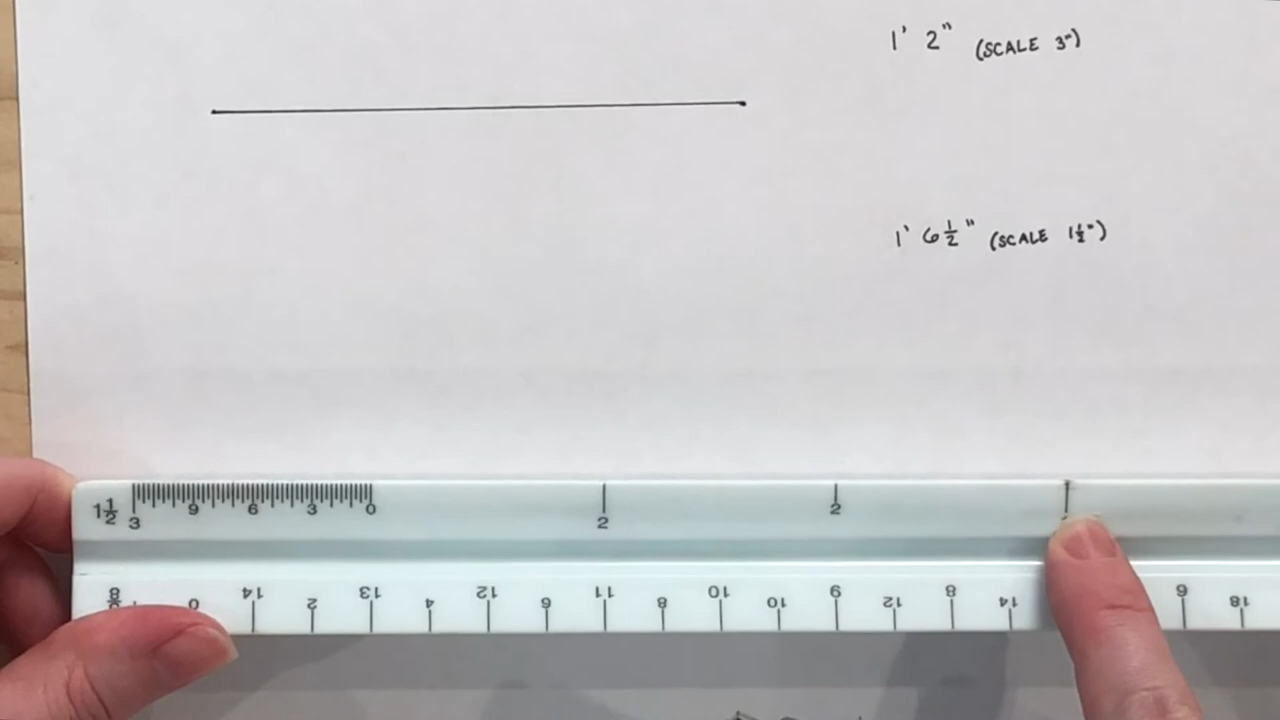 1' 2" (SCALE 3")
1' 6 1/2" (SCALE 1 1/2")
1 1/2 3 9 6 3 0 2 2
0 14 2 13 4 12 6 11 8 10 10 9 12 8 14 6 18